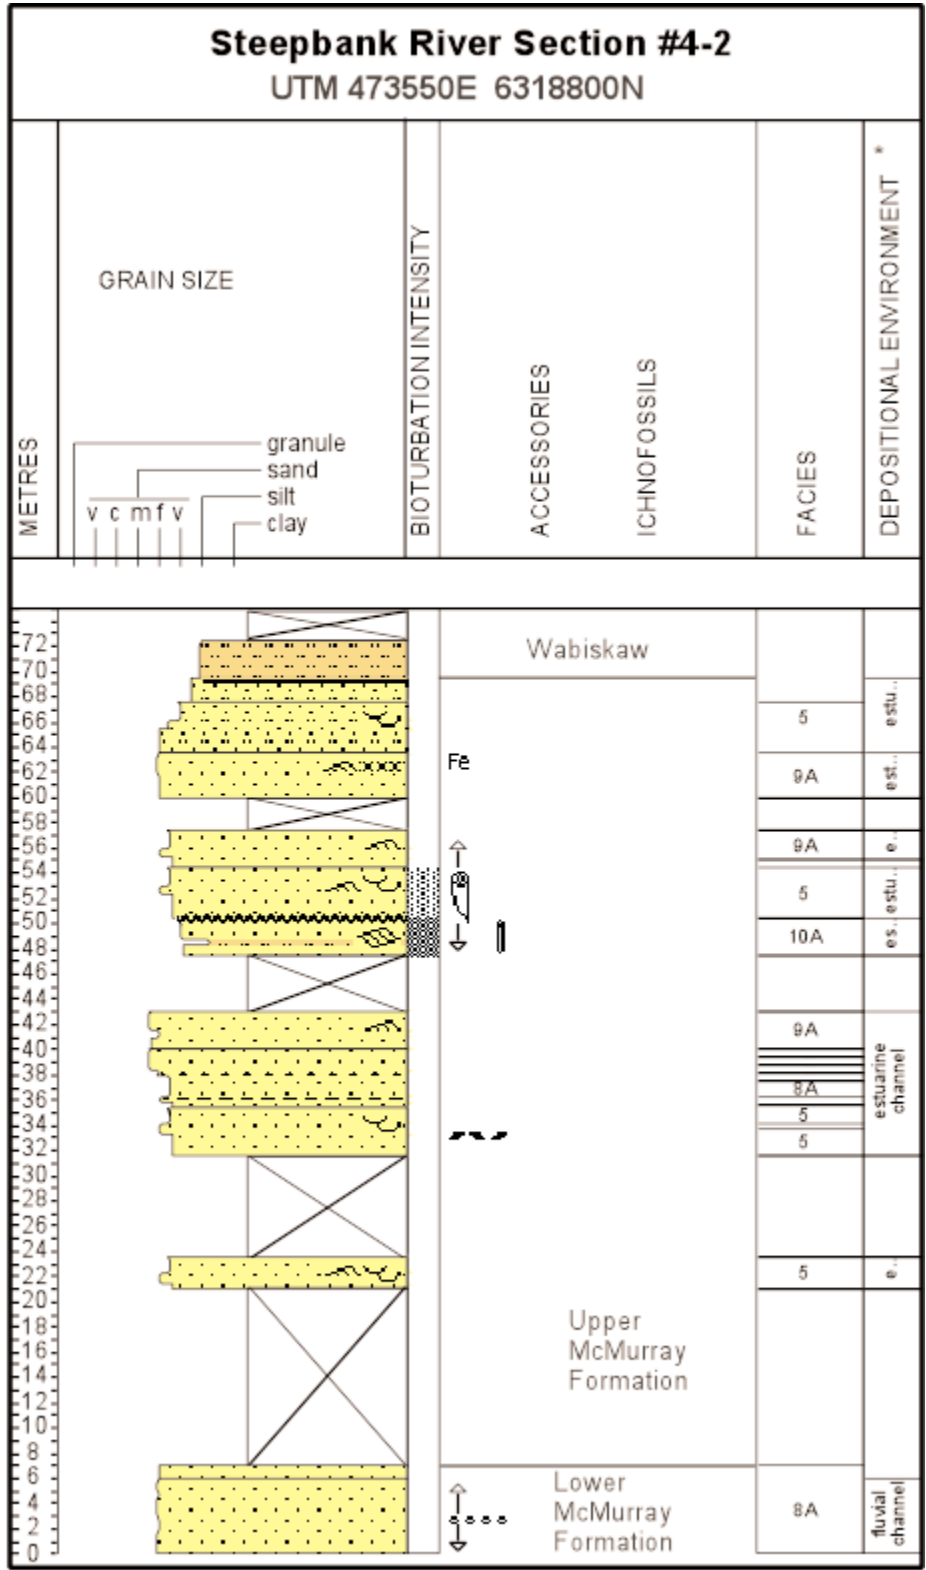 Steepbank River Section #4-2
UTM 473550E 6318800N
METRES
GRAIN SIZE
granule
sand
silt
clay
v c m f v
BIOTURBATION INTENSITY
ACCESSORIES
ICHNOFOSSILS
FACIES
DEPOSITIONAL ENVIRONMENT *
72
70
68
66
64
62
60
58
56
54
52
50
48
46
44
42
40
38
36
34
32
30
28
26
24
22
20
18
16
14
12
10
8
6
4
2
0
Wabiskaw
Fe
Upper
McMurray
Formation
Lower
McMurray
Formation
5
9A
9A
5
10A
9A
8A
5
5
5
8A
estu..
est..
e..
estu..
es..
estuarine
channel
e..
fluvial
channel